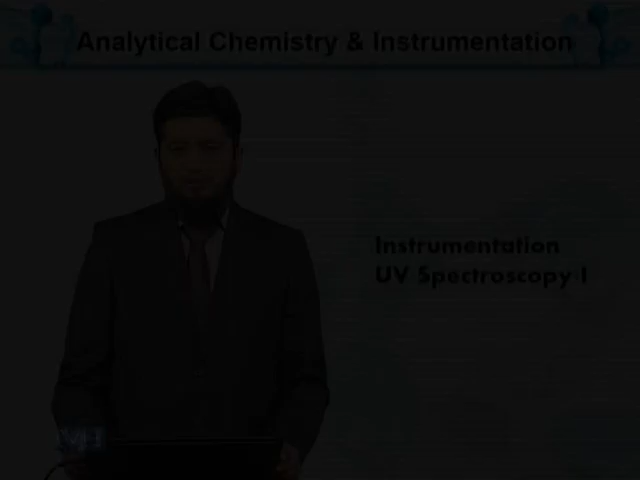 Analytical Chemistry & Instrumentation
Instrumentation
UV Spectroscopy I